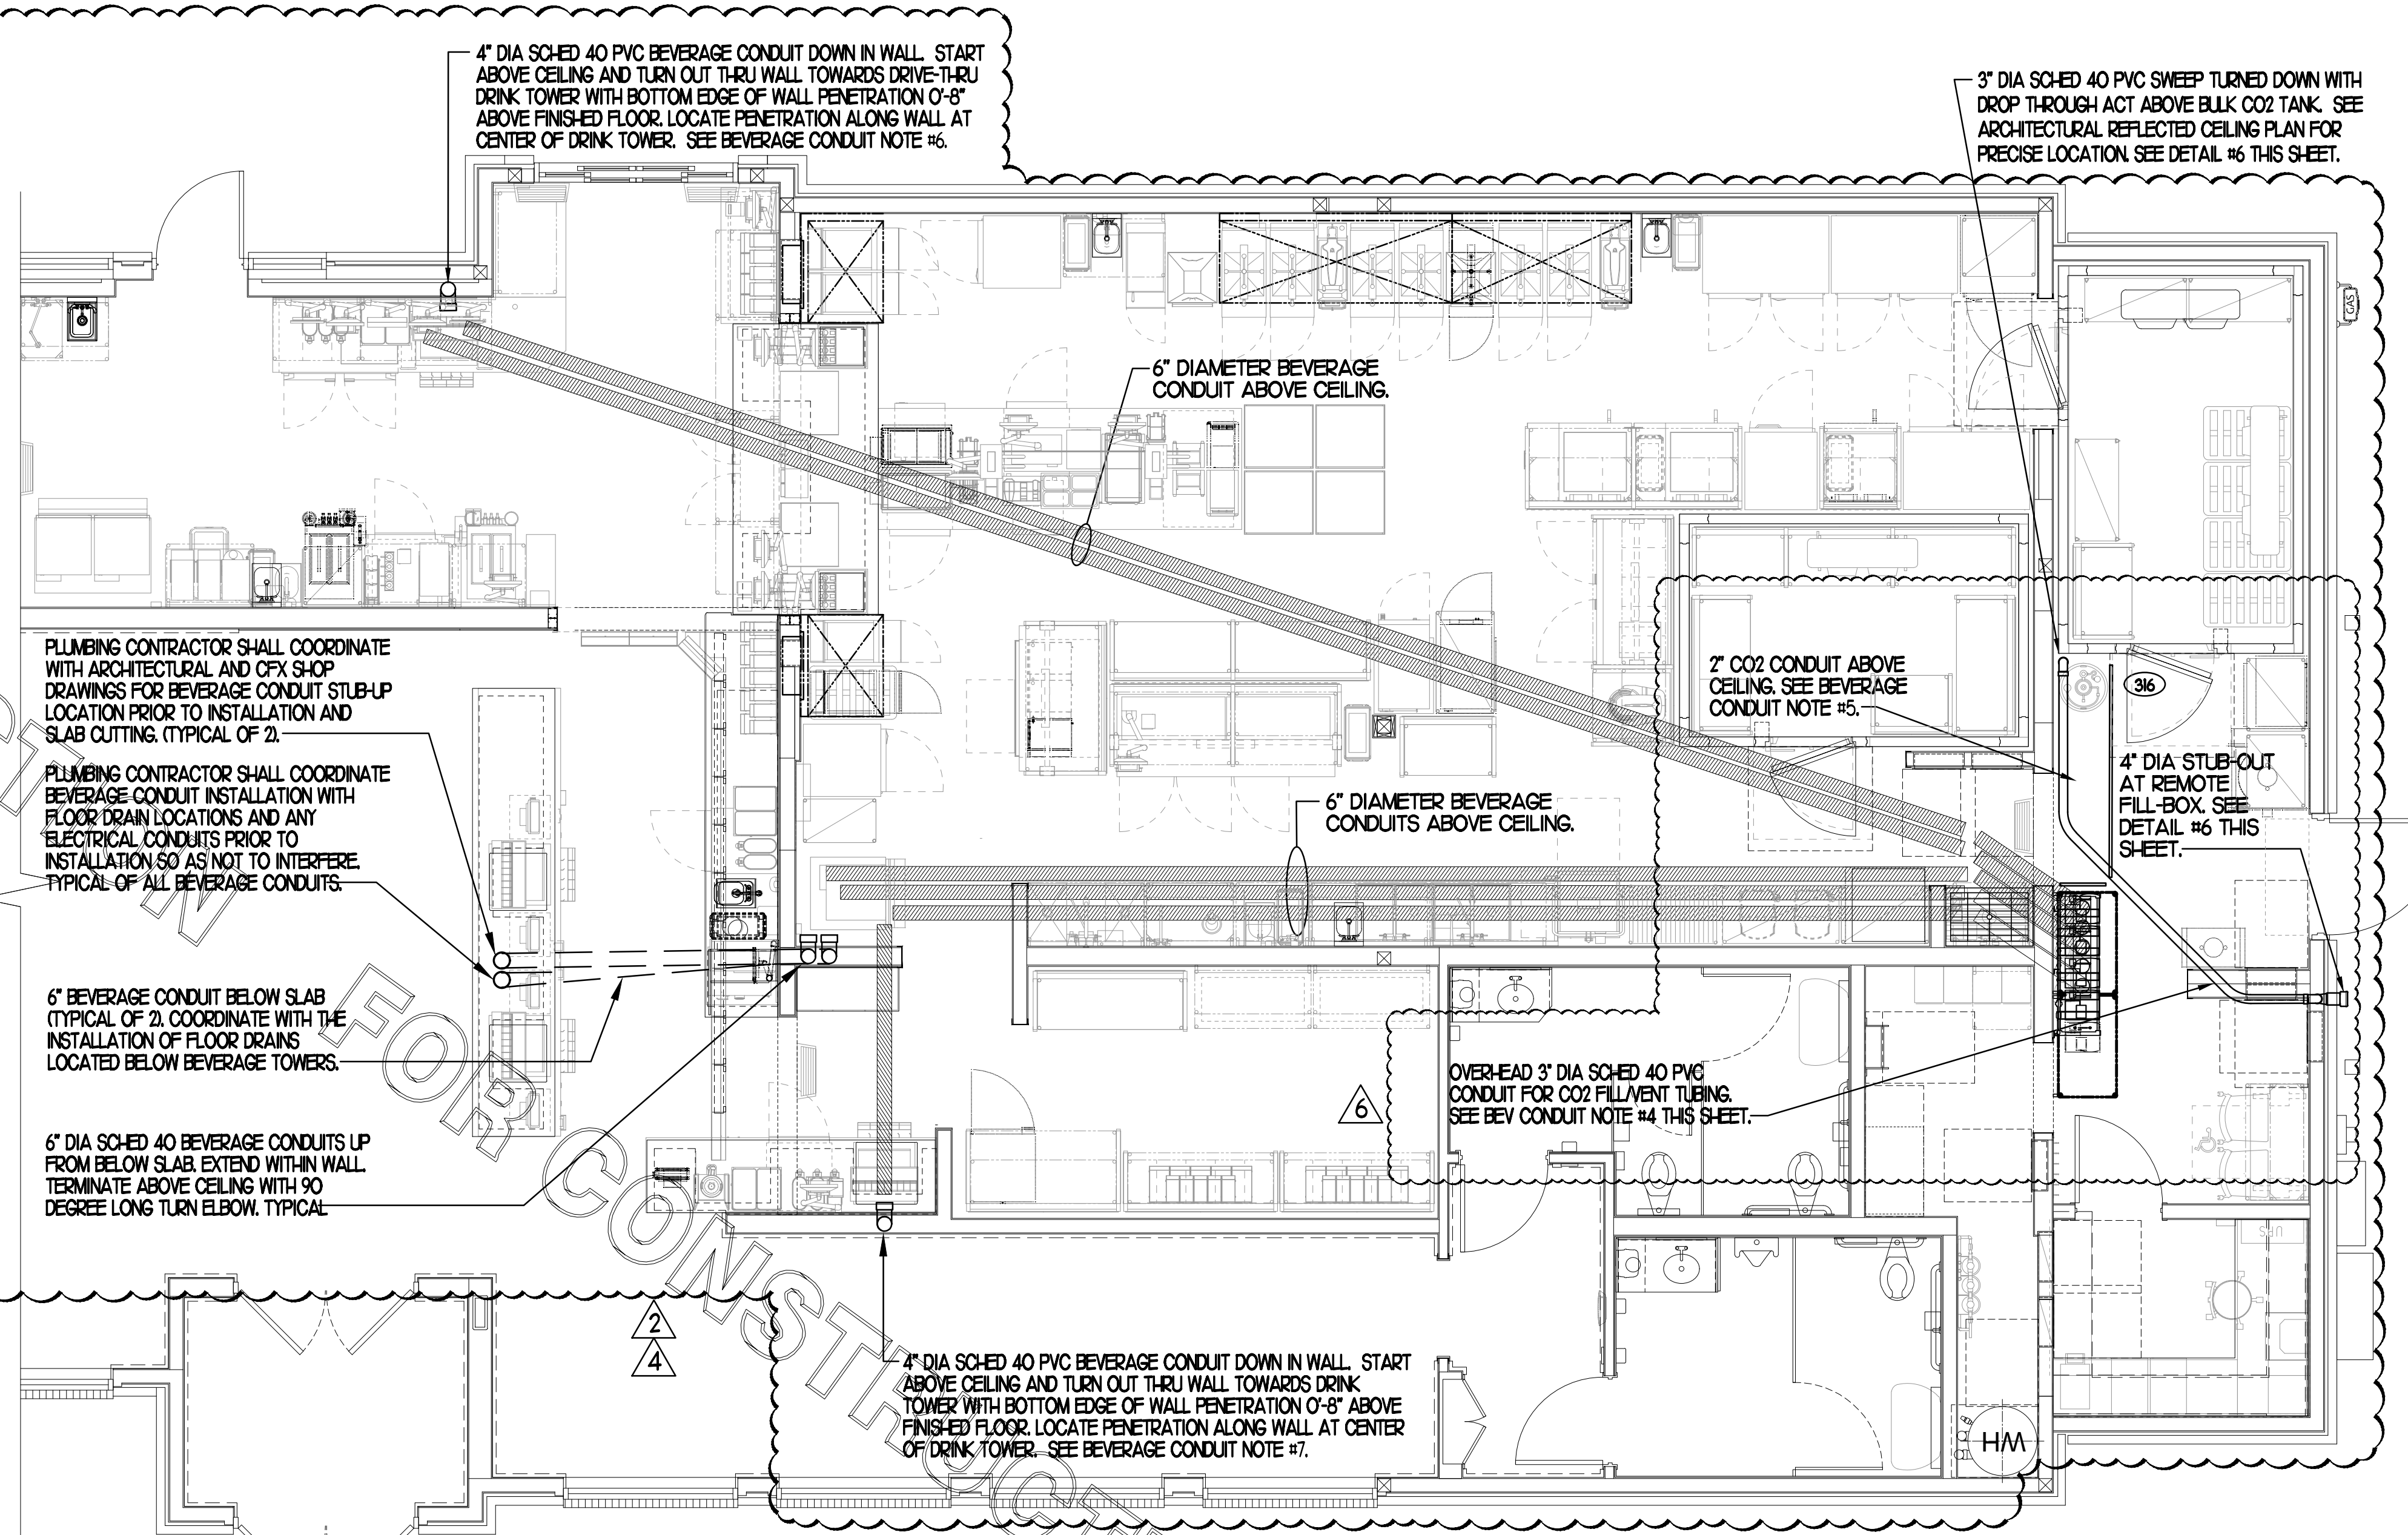 4" DIA SCHED 40 PVC BEVERAGE CONDUIT DOWN IN WALL. START
ABOVE CEILING AND TURN OUT THRU WALL TOWARDS DRIVE-THRU
DRINK TOWER WITH BOTTOM EDGE OF WALL PENETRATION 0'-8"
ABOVE FINISHED FLOOR. LOCATE PENETRATION ALONG WALL AT
CENTER OF DRINK TOWER. SEE BEVERAGE CONDUIT NOTE #6.
3" DIA SCHED 40 PVC SWEEP TURNED DOWN WITH
DROP THROUGH ACT ABOVE BULK CO2 TANK. SEE
ARCHITECTURAL REFLECTED CEILING PLAN FOR
PRECISE LOCATION. SEE DETAIL #6 THIS SHEET.
GAS
6" DIAMETER BEVERAGE
CONDUIT ABOVE CEILING.
PLUMBING CONTRACTOR SHALL COORDINATE
WITH ARCHITECTURAL AND CFX SHOP
DRAWINGS FOR BEVERAGE CONDUIT STUB-UP
LOCATION PRIOR TO INSTALLATION AND
SLAB CUTTING. (TYPICAL OF 2).
2" CO2 CONDUIT ABOVE
CEILING. SEE BEVERAGE
CONDUIT NOTE #5.
316
4" DIA STUB-OUT
AT REMOTE
FILL-BOX. SEE
DETAIL #6 THIS
SHEET.
PLUMBING CONTRACTOR SHALL COORDINATE
BEVERAGE CONDUIT INSTALLATION WITH
FLOOR DRAIN LOCATIONS AND ANY
ELECTRICAL CONDUITS PRIOR TO
INSTALLATION SO AS NOT TO INTERFERE.
TYPICAL OF ALL BEVERAGE CONDUITS.
6" DIAMETER BEVERAGE
CONDUITS ABOVE CEILING.
6" BEVERAGE CONDUIT BELOW SLAB
(TYPICAL OF 2). COORDINATE WITH THE
INSTALLATION OF FLOOR DRAINS
LOCATED BELOW BEVERAGE TOWERS.
OVERHEAD 3" DIA SCHED 40 PVC
CONDUIT FOR CO2 FILL/VENT TUBING.
SEE BEV CONDUIT NOTE #4 THIS SHEET.
6
6" DIA SCHED 40 BEVERAGE CONDUITS UP
FROM BELOW SLAB. EXTEND WITHIN WALL.
TERMINATE ABOVE CEILING WITH 90
DEGREE LONG TURN ELBOW. TYPICAL
UPS
2
4
4" DIA SCHED 40 PVC BEVERAGE CONDUIT DOWN IN WALL. START
ABOVE CEILING AND TURN OUT THRU WALL TOWARDS DRINK
TOWER WITH BOTTOM EDGE OF WALL PENETRATION 0'-8" ABOVE
FINISHED FLOOR. LOCATE PENETRATION ALONG WALL AT CENTER
OF DRINK TOWER. SEE BEVERAGE CONDUIT NOTE #7.
WH
FOR CONSTRUCT